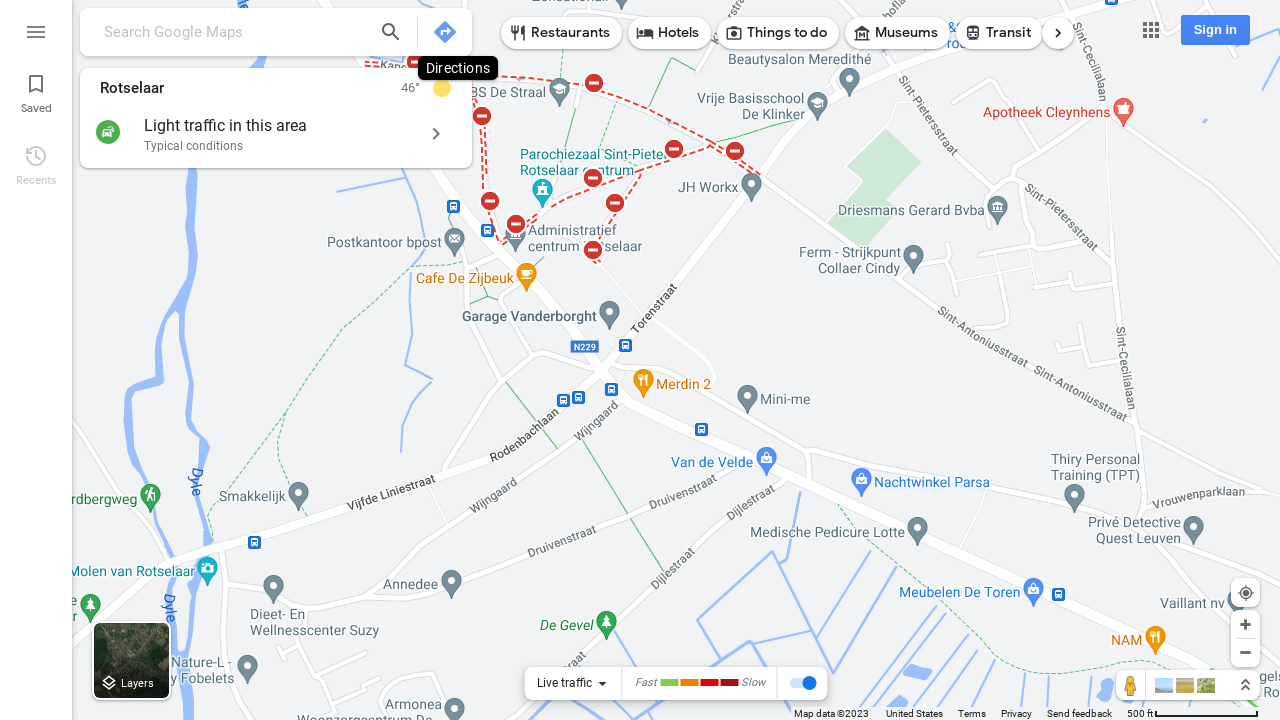 Search Google Maps
Directions
Restaurants
Hotels
Things to do
Museums
Transit
Sign in
Saved
Recents
Rotselaar
46°
Light traffic in this area
Typical conditions
BS De Straal
Beautysalon Meredithé
Vrije Basisschool
De Klinker
Apotheek Cleynhens
Sint-Cecilialaan
Sint-Pietersstraat
Parochiezaal Sint-Pieter
Rotselaar centrum
JH Workx
Driesmans Gerard Bvba
Sint-Pietersstraat
Postkantoor bpost
Administratief
centrum Rotselaar
Ferm - Strijkpunt
Collaer Cindy
Cafe De Zijbeuk
Garage Vanderborght
Torenstraat
N229
Sint-Antoniusstraat
Sint-Antoniusstraat
Sint-Cecilialaan
Merdin 2
Mini-me
Rodenbachlaan
Wijngaard
Van de Velde
Nachtwinkel Parsa
Thiry Personal
Training (TPT)
Vrouwenparklaan
Dyle
rdbergweg
Smakkelijk
Vijfde Liniestraat
Wijngaard
Druivenstraat
Dijlestraat
Druivenstraat
Medische Pedicure Lotte
Privé Detective
Quest Leuven
Molen van Rotselaar
Annedee
Dijlestraat
Meubelen De Toren
Vaillant nv
Dyle
Dieet- En
Wellnesscenter Suzy
De Gevel
NAM
Nature-L-
y Fobelets
Layers
Armonea
Woonzorgcentrum De
Live traffic
Fast
Slow
Map data ©2023
United States
Terms
Privacy
Send feedback
500 ft